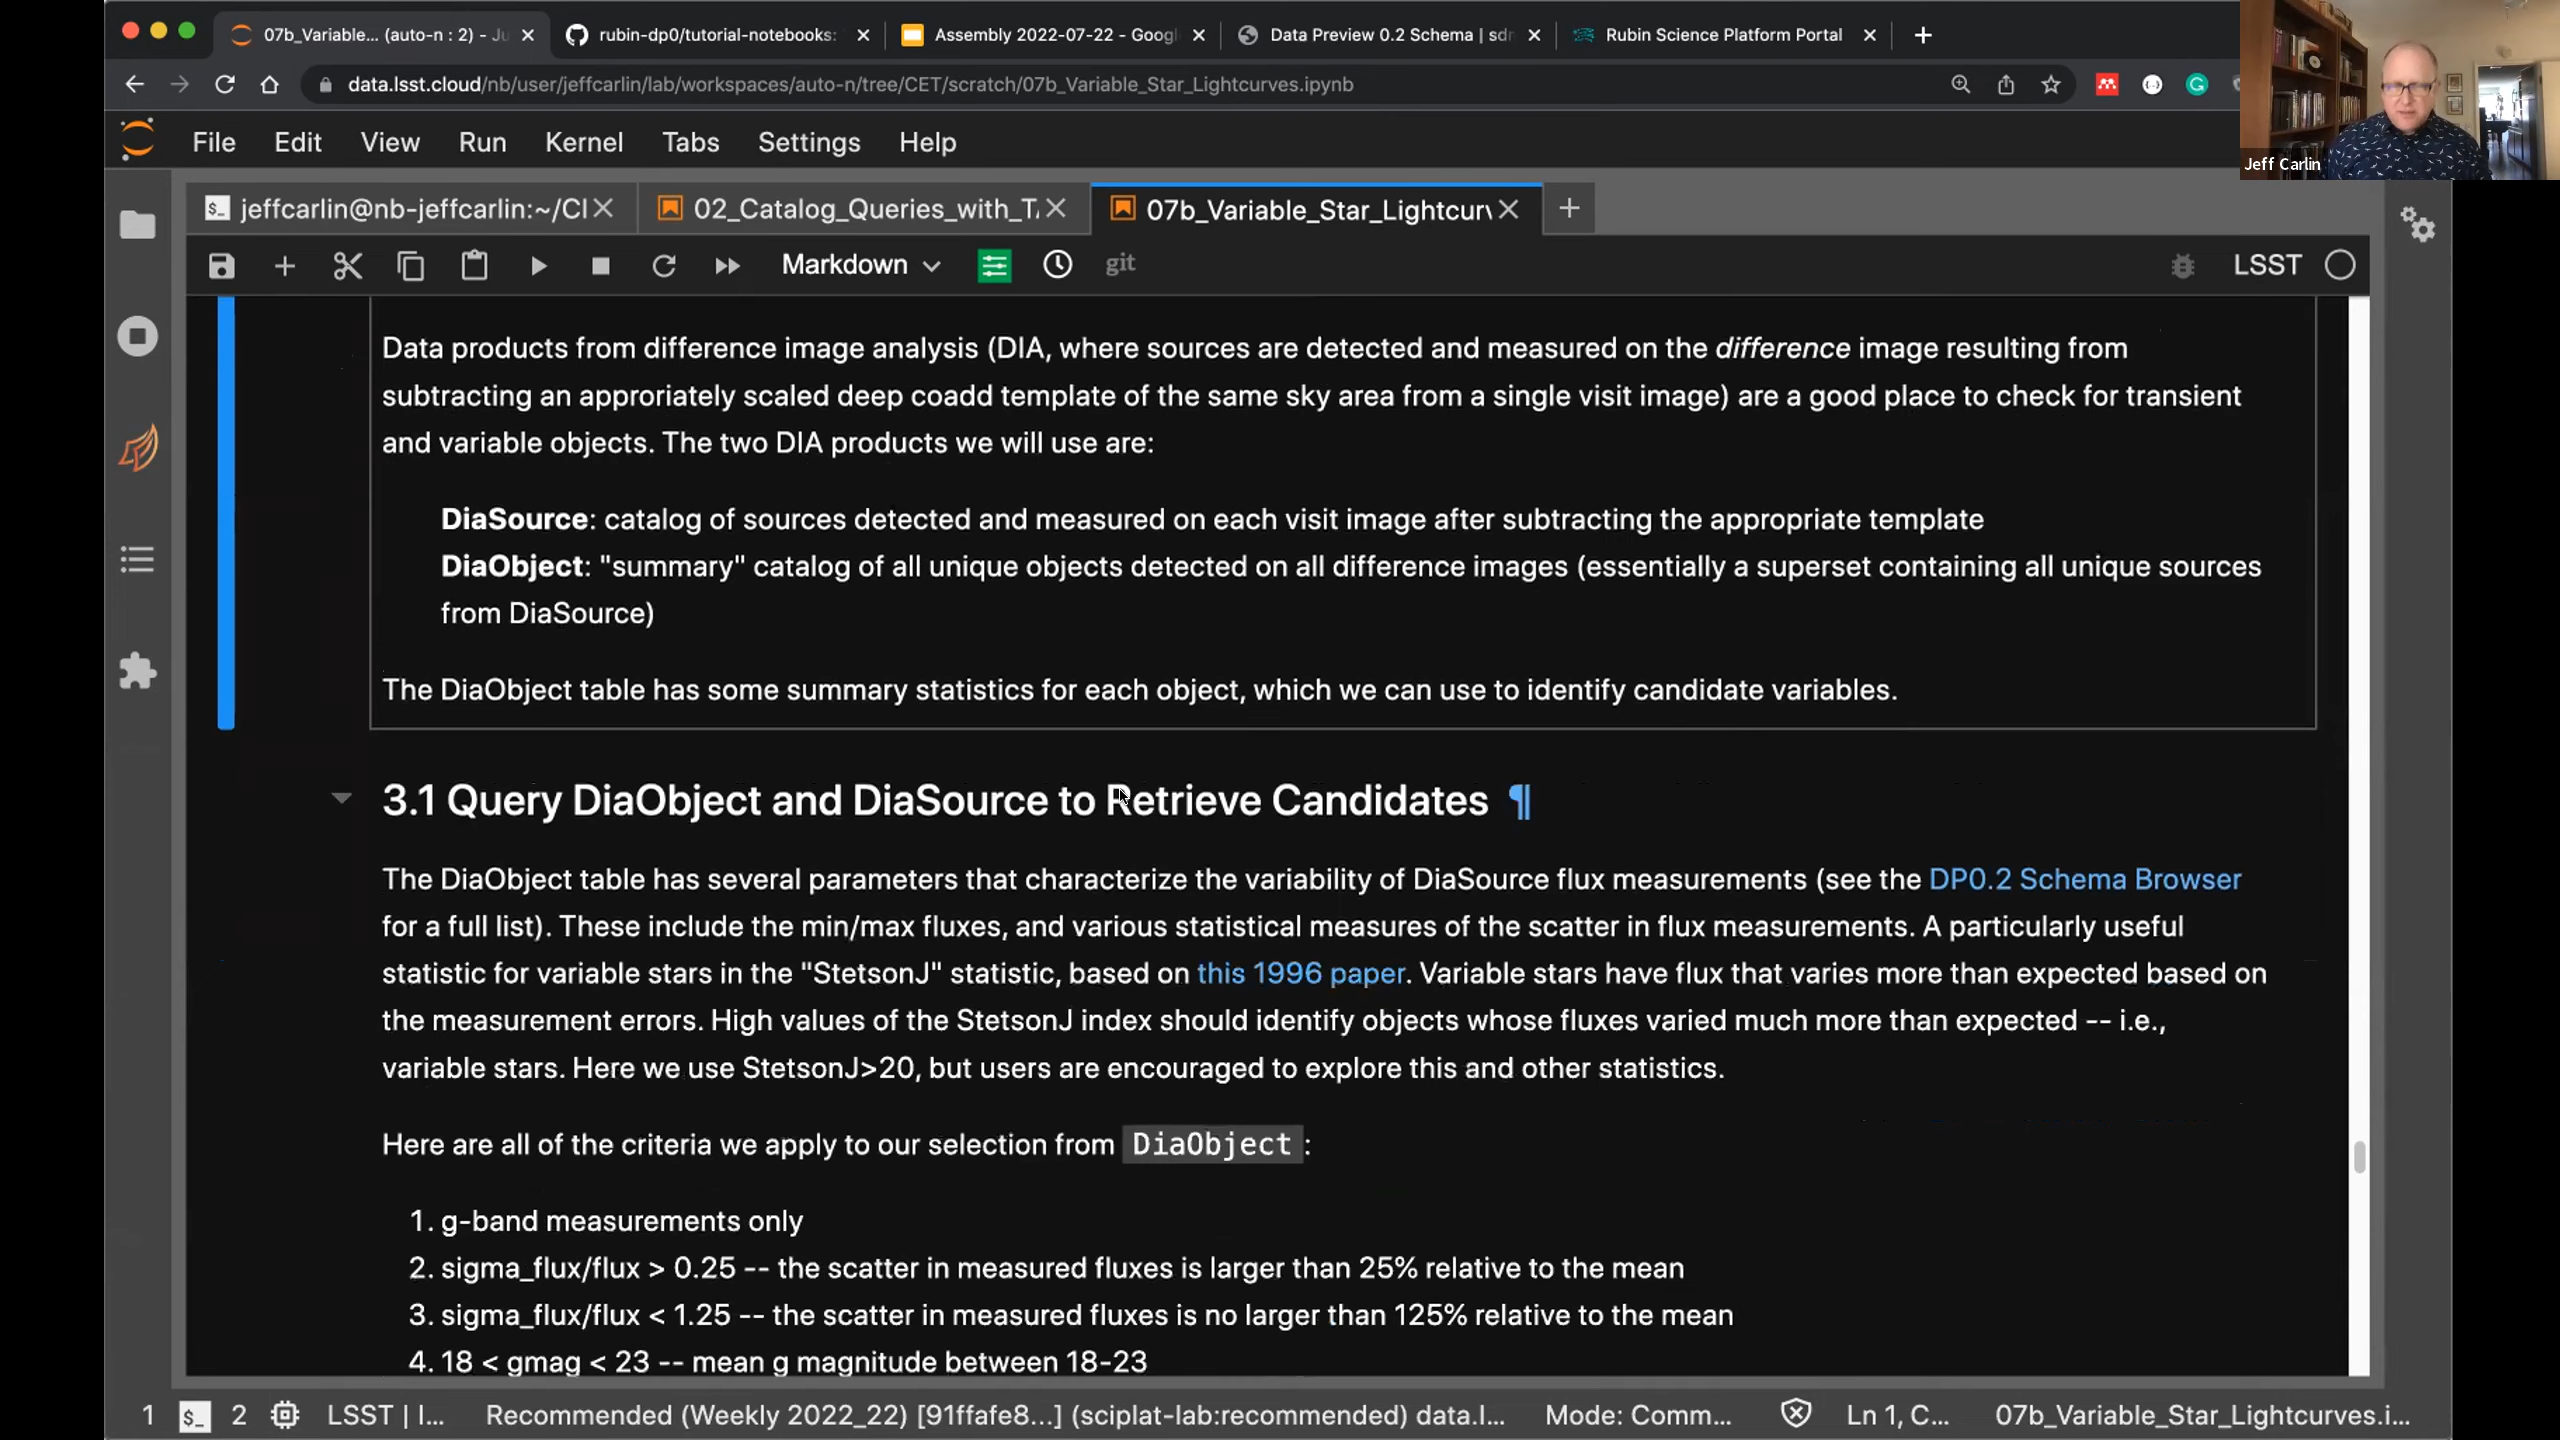 07b_Variable... (auto-n : 2) - Ju
rubin-dp0/tutorial-notebooks:
Assembly 2022-07-22 - Googl
Data Preview 0.2 Schema | sdm
Rubin Science Platform Portal
data.lsst.cloud/nb/user/jeffcarlin/lab/workspaces/auto-n/tree/CET/scratch/07b_Variable_Star_Lightcurves.ipynb
Jeff Carlin
File Edit View Run Kernel Tabs Settings Help
jeffcarlin@nb-jeffcarlin:~/Cl
02_Catalog_Queries_with_TA
07b_Variable_Star_Lightcurv
Markdown
git
LSST
Data products from difference image analysis (DIA, where sources are detected and measured on the difference image resulting from
subtracting an approriately scaled deep coadd template of the same sky area from a single visit image) are a good place to check for transient
and variable objects. The two DIA products we will use are:
DiaSource: catalog of sources detected and measured on each visit image after subtracting the appropriate template
DiaObject: "summary" catalog of all unique objects detected on all difference images (essentially a superset containing all unique sources
from DiaSource)
The DiaObject table has some summary statistics for each object, which we can use to identify candidate variables.
3.1 Query DiaObject and DiaSource to Retrieve Candidates ¶
The DiaObject table has several parameters that characterize the variability of DiaSource flux measurements (see the DP0.2 Schema Browser
for a full list). These include the min/max fluxes, and various statistical measures of the scatter in flux measurements. A particularly useful
statistic for variable stars in the "StetsonJ" statistic, based on this 1996 paper. Variable stars have flux that varies more than expected based on
the measurement errors. High values of the StetsonJ index should identify objects whose fluxes varied much more than expected -- i.e.,
variable stars. Here we use StetsonJ>20, but users are encouraged to explore this and other statistics.
Here are all of the criteria we apply to our selection from DiaObject :
1. g-band measurements only
2. sigma_flux/flux > 0.25 -- the scatter in measured fluxes is larger than 25% relative to the mean
3. sigma_flux/flux < 1.25 -- the scatter in measured fluxes is no larger than 125% relative to the mean
4. 18 < gmag < 23 -- mean g magnitude between 18-23
1 $_ 2 LSST | I... Recommended (Weekly 2022_22) [91ffafe8...] (sciplat-lab:recommended) data.l... Mode: Comm... Ln 1, C... 07b_Variable_Star_Lightcurves.i...